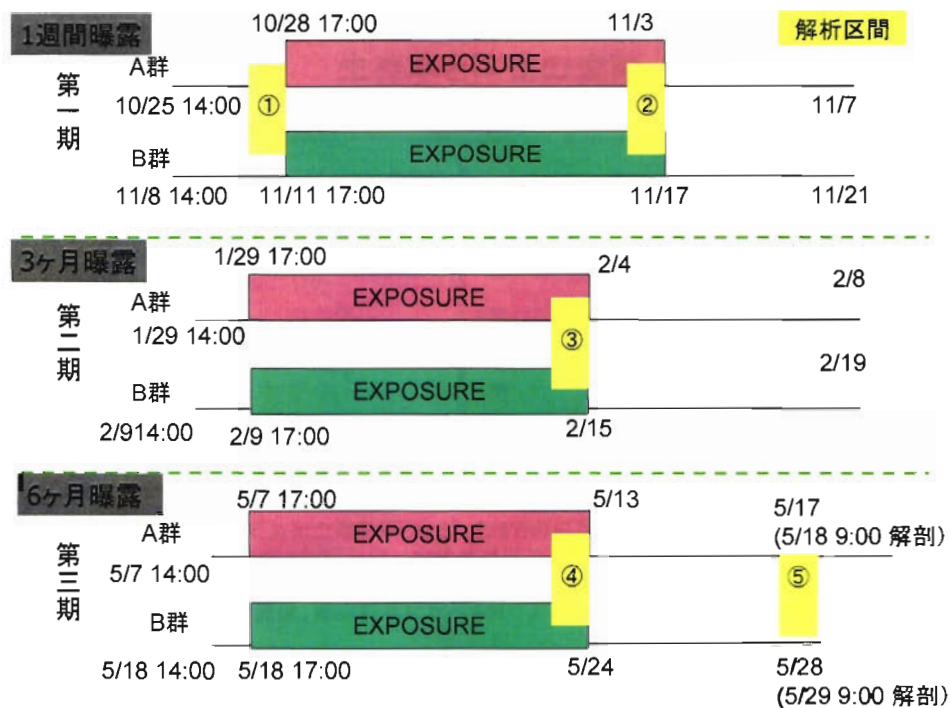 1週間曝露
10/28 17:00
11/3
解析区間
第一期
A群
EXPOSURE
10/25 14:00
①
②
11/7
B群
EXPOSURE
11/8 14:00
11/11 17:00
11/17
11/21
3ヶ月曝露
1/29 17:00
2/4
2/8
第二期
A群
EXPOSURE
1/29 14:00
③
2/19
B群
EXPOSURE
2/914:00
2/9 17:00
2/15
6ヶ月曝露
5/7 17:00
5/13
5/17
(5/18 9:00 解剖)
第三期
A群
EXPOSURE
5/7 14:00
④
⑤
B群
EXPOSURE
5/18 14:00
5/18 17:00
5/24
5/28
(5/29 9:00 解剖)